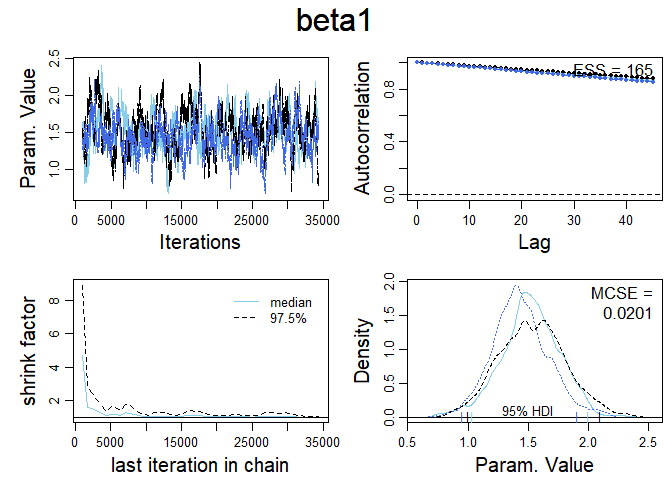 beta1
Param. Value
1.0 1.5 2.0 2.5
0 5000 15000 25000 35000
Iterations
Autocorrelation
0.0 0.4 0.8
ESS = 165
0 10 20 30 40
Lag
shrink factor
2 4 6 8
median
97.5%
0 5000 15000 25000 35000
last iteration in chain
Density
0.0 0.5 1.0 1.5 2.0
MCSE =
0.0201
95% HDI
0.5 1.0 1.5 2.0 2.5
Param. Value